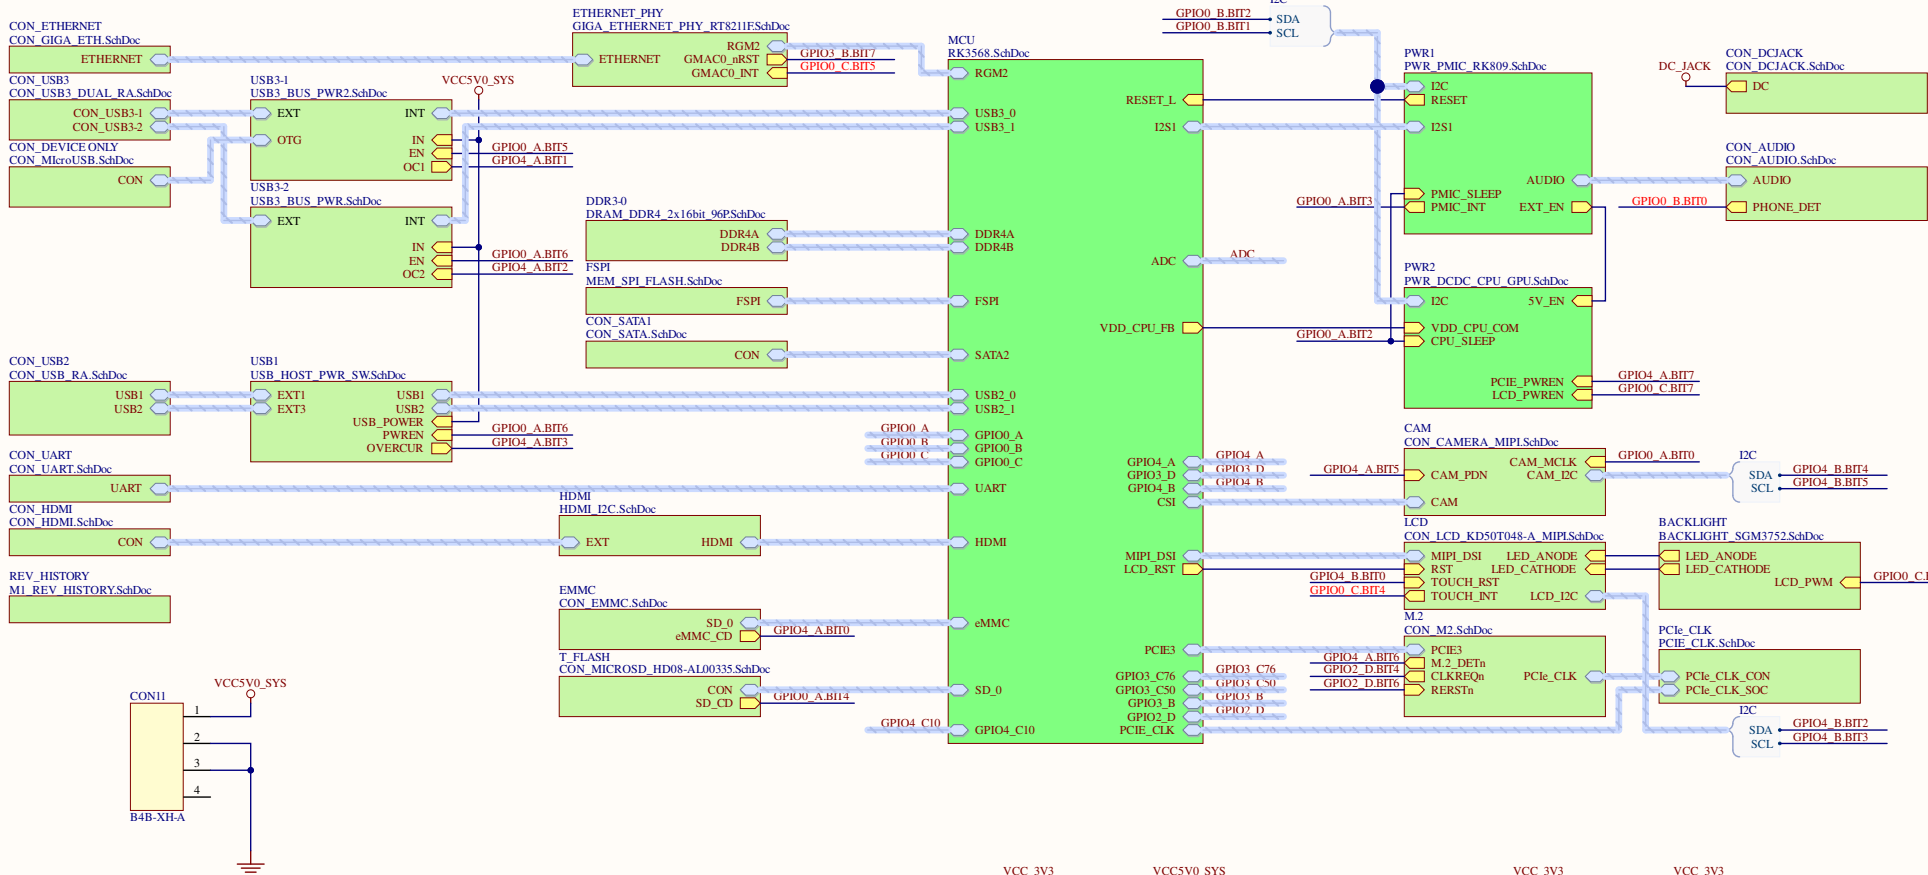 CON_ETHERNET
CON_GIGA_ETH.SchDoc
ETHERNET
CON_USB3
CON_USB3_DUAL_RA.SchDoc
CON_USB3-1
CON_USB3-2
CON_DEVICE ONLY
CON_MIcroUSB.SchDoc
CON
USB3-1
USB3_BUS_PWR2.SchDoc
EXT
INT
OTG
IN
EN
OC1
GPIO0_A.BIT5
GPIO4_A.BIT1
VCC5V0_SYS
USB3-2
USB3_BUS_PWR.SchDoc
EXT
INT
IN
EN
OC2
GPIO0_A.BIT6
GPIO4_A.BIT2
CON_USB2
CON_USB_RA.SchDoc
USB1
USB2
USB1
USB_HOST_PWR_SW.SchDoc
EXT1
EXT3
USB1
USB2
USB_POWER
PWREN
OVERCUR
GPIO0_A.BIT6
GPIO4_A.BIT3
CON_UART
CON_UART.SchDoc
UART
CON_HDMI
CON_HDMI.SchDoc
CON
REV_HISTORY
M1_REV_HISTORY.SchDoc
CON11
1
2
3
4
B4B-XH-A
VCC5V0_SYS
ETHERNET_PHY
GIGA_ETHERNET_PHY_RT8211F.SchDoc
ETHERNET
RGM2
GMAC0_nRST
GMAC0_INT
GPIO3_B.BIT7
GPIO0_C.BIT5
DDR3-0
DRAM_DDR4_2x16bit_96P.SchDoc
DDR4A
DDR4B
FSPI
MEM_SPI_FLASH.SchDoc
FSPI
CON_SATA1
CON_SATA.SchDoc
CON
HDMI
HDMI_I2C.SchDoc
EXT
HDMI
EMMC
CON_EMMC.SchDoc
SD_0
eMMC_CD
GPIO4_A.BIT0
T_FLASH
CON_MICROSD_HD08-AL00335.SchDoc
CON
SD_CD
GPIO0_A.BIT4
MCU
RK3568.SchDoc
RGM2
USB3_0
USB3_1
DDR4A
DDR4B
FSPI
SATA2
USB2_0
USB2_1
GPIO0_A
GPIO0_A
GPIO0_B
GPIO0_B
GPIO0_C
GPIO0_C
UART
HDMI
eMMC
SD_0
GPIO4_C10
GPIO4_C10
RESET_L
I2S1
ADC
ADC
VDD_CPU_FB
GPIO4_A
GPIO4_A
GPIO3_D
GPIO3_D
GPIO4_B
GPIO4_B
CSI
MIPI_DSI
LCD_RST
PCIE3
GPIO3_C76
GPIO3_C76
GPIO3_C50
GPIO3_C50
GPIO3_B
GPIO3_B
GPIO2_D
GPIO2_D
PCIE_CLK
I2C
GPIO0_B.BIT2
SDA
GPIO0_B.BIT1
SCL
PWR1
PWR_PMIC_RK809.SchDoc
I2C
RESET
I2S1
AUDIO
PMIC_SLEEP
PMIC_INT
EXT_EN
GPIO0_A.BIT3
PWR2
PWR_DCDC_CPU_GPU.SchDoc
I2C
5V_EN
VDD_CPU_COM
CPU_SLEEP
GPIO0_A.BIT2
PCIE_PWREN
LCD_PWREN
GPIO4_A.BIT7
GPIO0_C.BIT7
DC_JACK
CON_DCJACK
CON_DCJACK.SchDoc
DC
CON_AUDIO
CON_AUDIO.SchDoc
AUDIO
PHONE_DET
GPIO0_B.BIT0
CAM
CON_CAMERA_MIPI.SchDoc
CAM_MCLK
CAM_PDN
CAM_I2C
CAM
GPIO4_A.BIT5
GPIO0_A.BIT0
I2C
SDA
SCL
GPIO4_B.BIT4
GPIO4_B.BIT5
LCD
CON_LCD_KD50T048-A_MIPI.SchDoc
MIPI_DSI
LED_ANODE
RST
LED_CATHODE
TOUCH_RST
TOUCH_INT
LCD_I2C
GPIO4_B.BIT0
GPIO0_C.BIT4
BACKLIGHT
BACKLIGHT_SGM3752.SchDoc
LED_ANODE
LED_CATHODE
LCD_PWM
M.2
CON_M2.SchDoc
PCIE3
M.2_DETn
CLKREQn
RERSTn
PCIe_CLK
GPIO4_A.BIT6
GPIO2_D.BIT4
GPIO2_D.BIT6
PCIe_CLK
PCIE_CLK.SchDoc
PCIe_CLK_CON
PCIe_CLK_SOC
I2C
SDA
SCL
GPIO4_B.BIT2
GPIO4_B.BIT3
VCC_3V3
VCC5V0_SYS
VCC_3V3
VCC_3V3